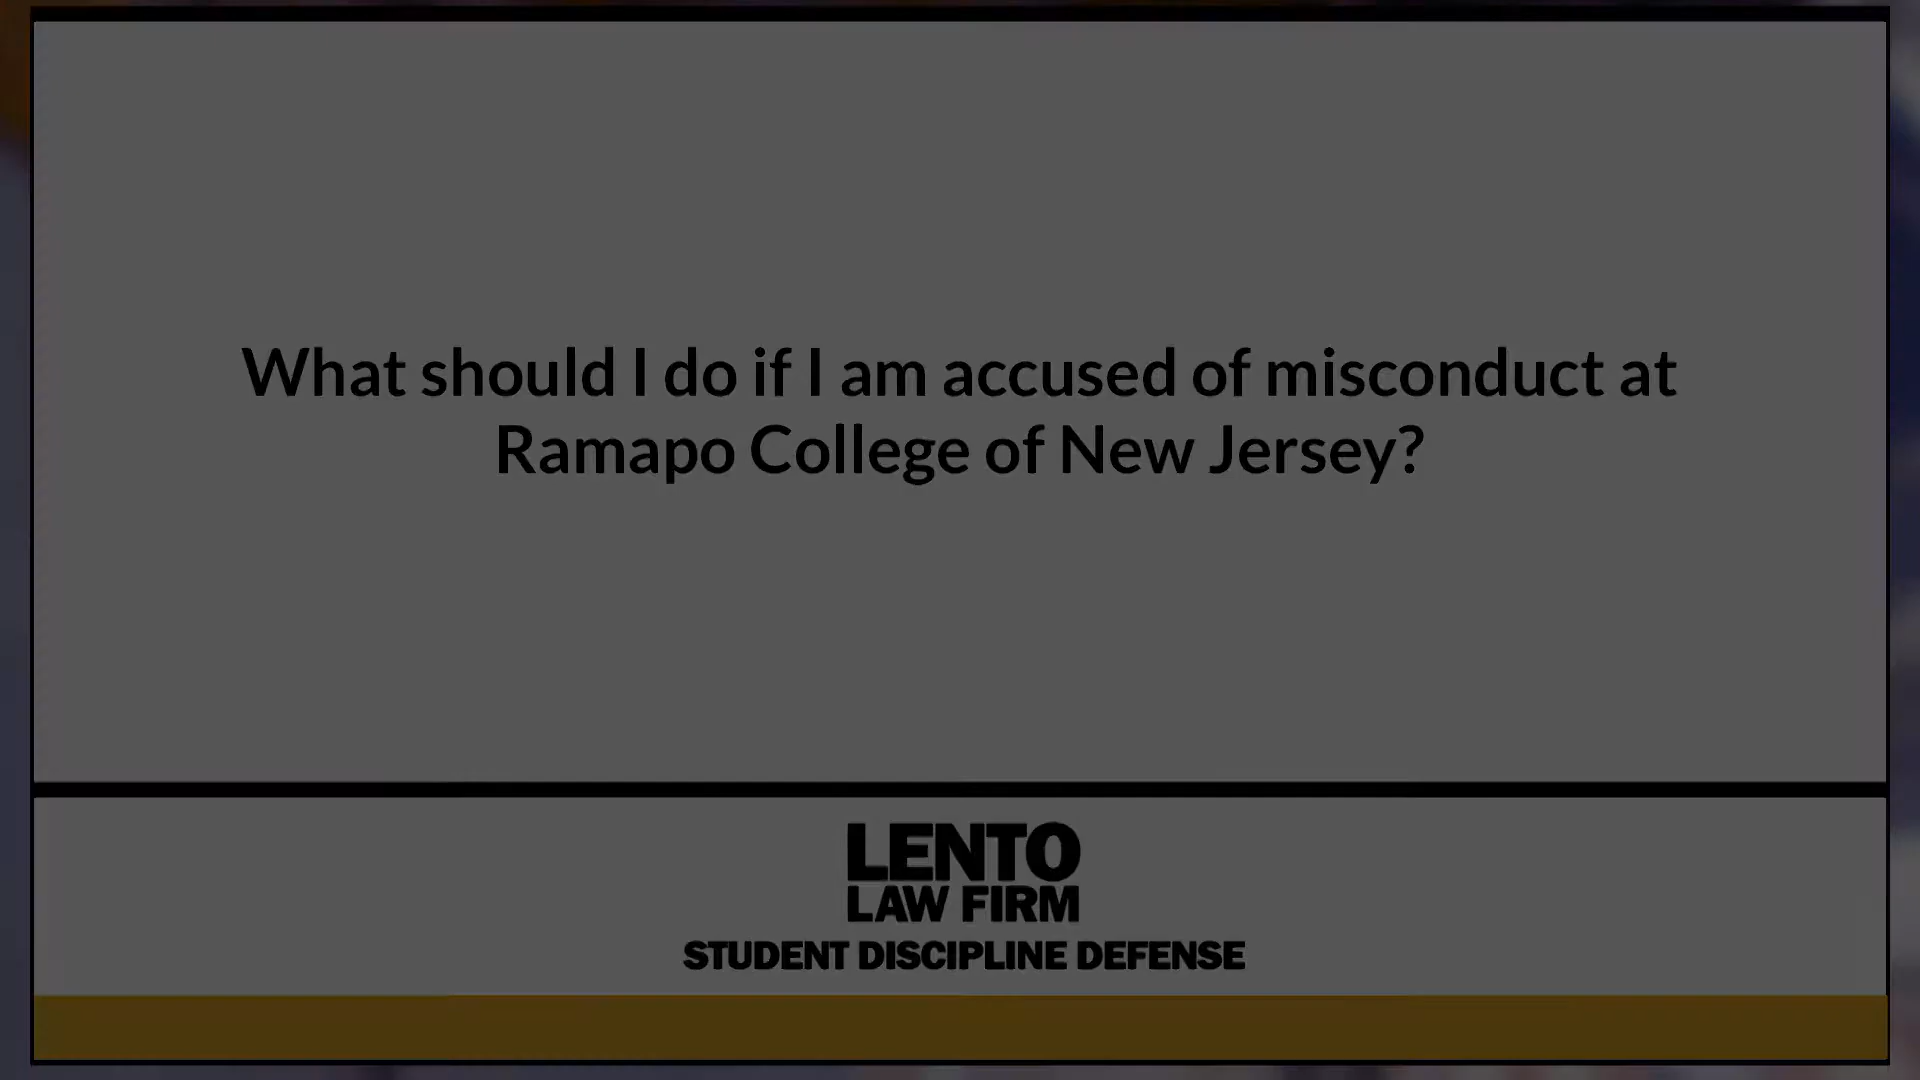 What should I do if I am accused of misconduct at
Ramapo College of New Jersey?
LENTO
LAW FIRM
STUDENT DISCIPLINE DEFENSE